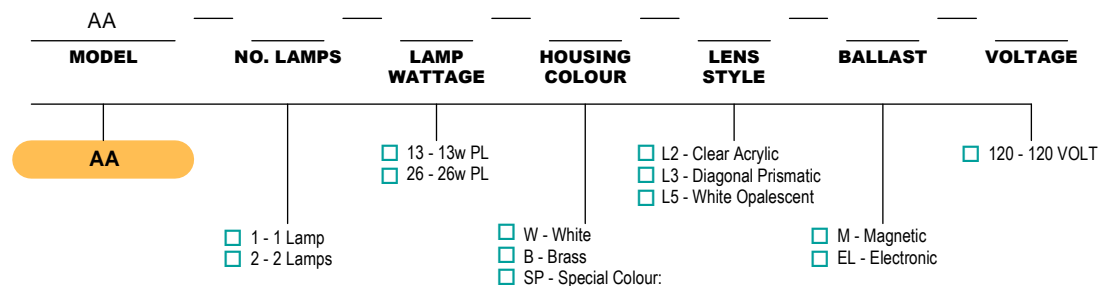 AA
MODEL
NO. LAMPS
LAMP
WATTAGE
HOUSING
COLOUR
LENS
STYLE
BALLAST
VOLTAGE
AA
13 - 13w PL
26 - 26w PL
L2 - Clear Acrylic
L3 - Diagonal Prismatic
L5 - White Opalescent
120 - 120 VOLT
1 - 1 Lamp
2 - 2 Lamps
W - White
B - Brass
SP - Special Colour:
M - Magnetic
EL - Electronic